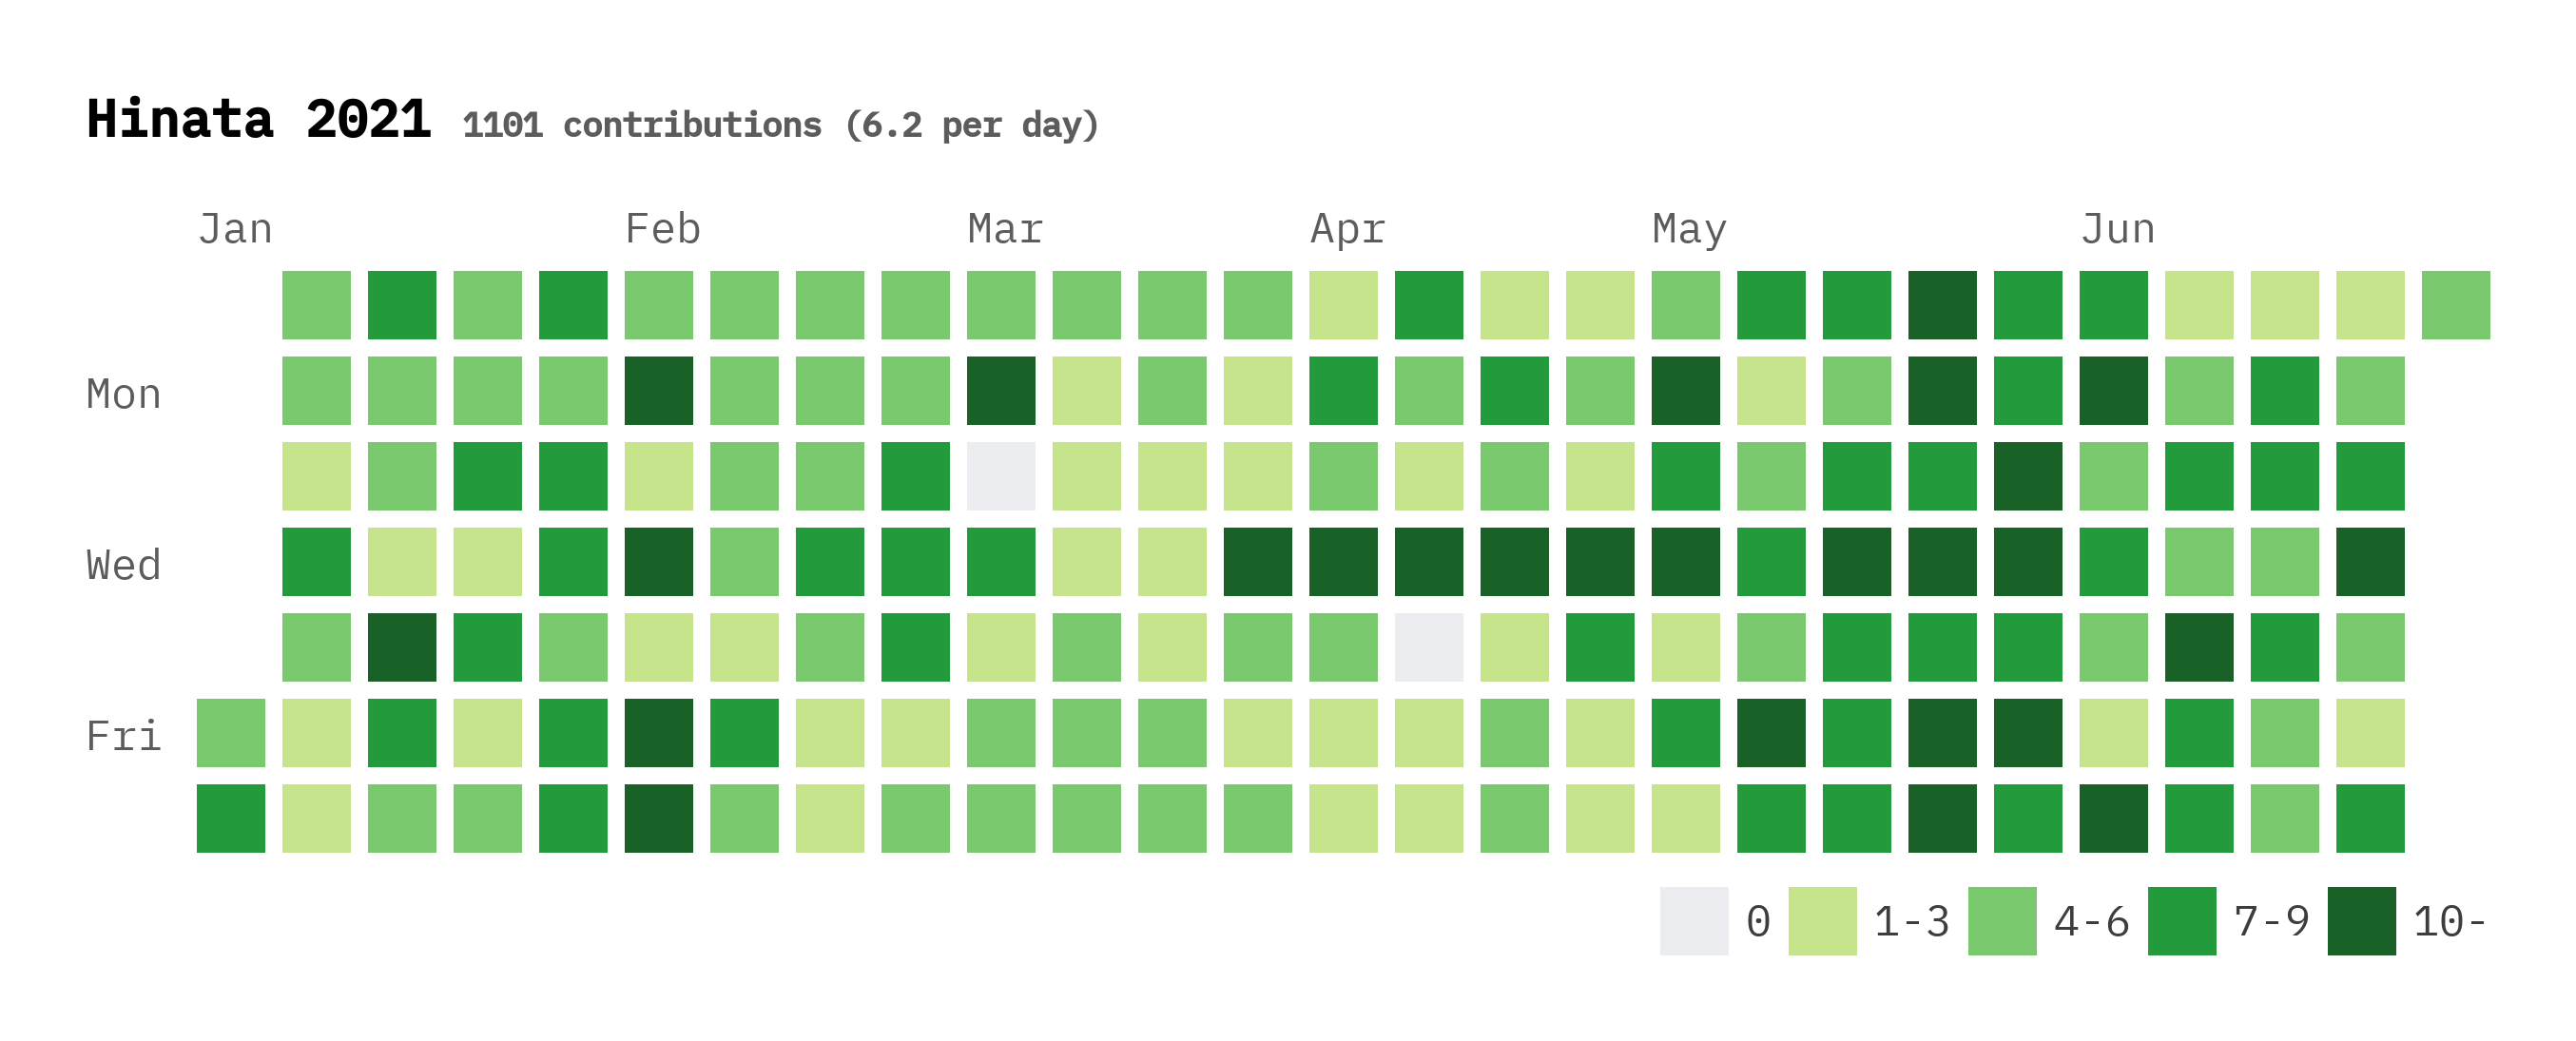 Hinata 2021 1101 contributions (6.2 per day)
Jan Feb Mar Apr May Jun
Mon
Wed
Fri
0 1-3 4-6 7-9 10-